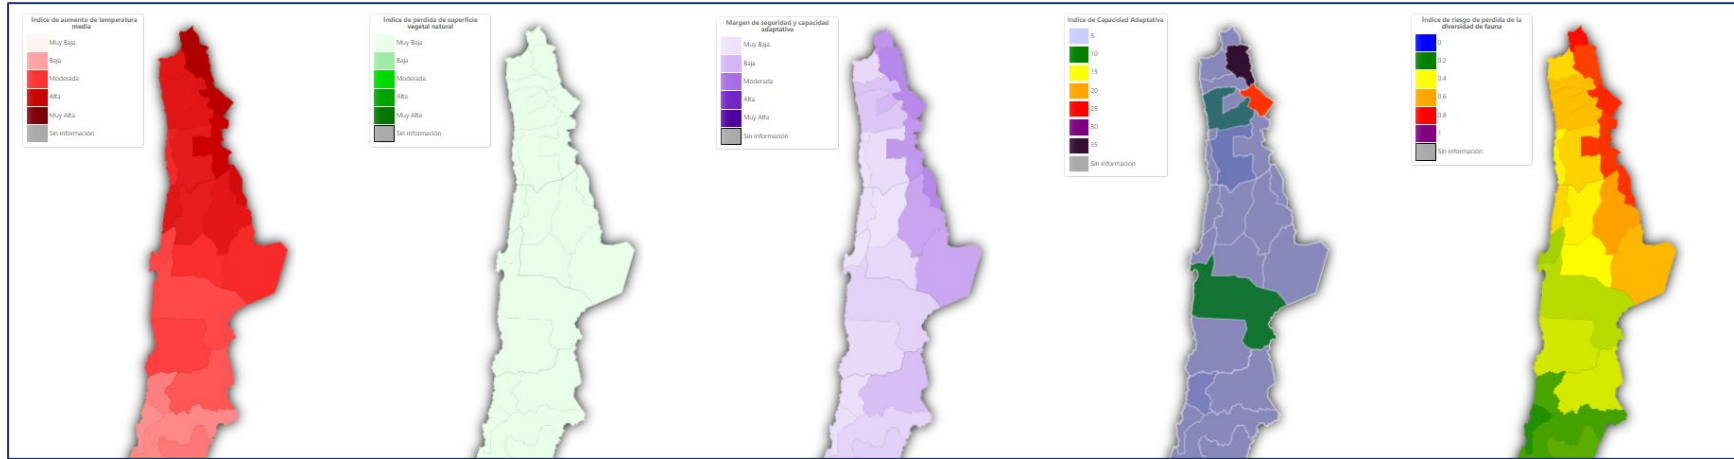 Índice de aumento de temperatura
media
Muy Baja
Baja
Moderada
Alta
Muy Alta
Sin información
Índice de pérdida de superficie
vegetal natural
Muy Baja
Baja
Moderada
Alta
Muy Alta
Sin información
Margen de seguridad y capacidad
adaptativa
Muy Baja
Baja
Moderada
Alta
Muy Alta
Sin información
Índice de Capacidad Adaptativa
5
10
15
20
25
30
35
Sin información
Índice de riesgo de pérdida de la
diversidad de fauna
0
0.2
0.4
0.6
0.8
1
Sin información